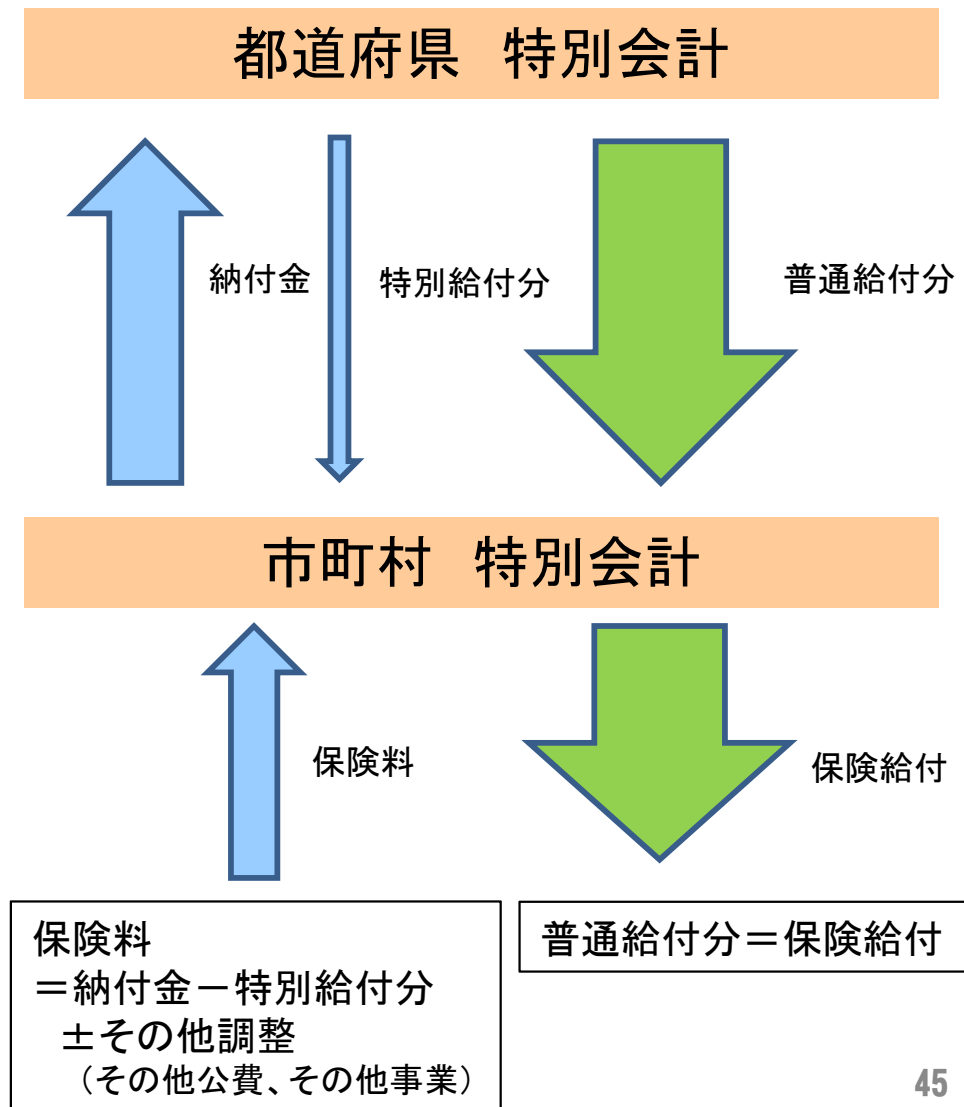 都道府県　特別会計
納付金
特別給付分
普通給付分
市町村　特別会計
保険料
保険給付
保険料
＝納付金－特別給付分
±その他調整
（その他公費、その他事業）
普通給付分＝保険給付
45